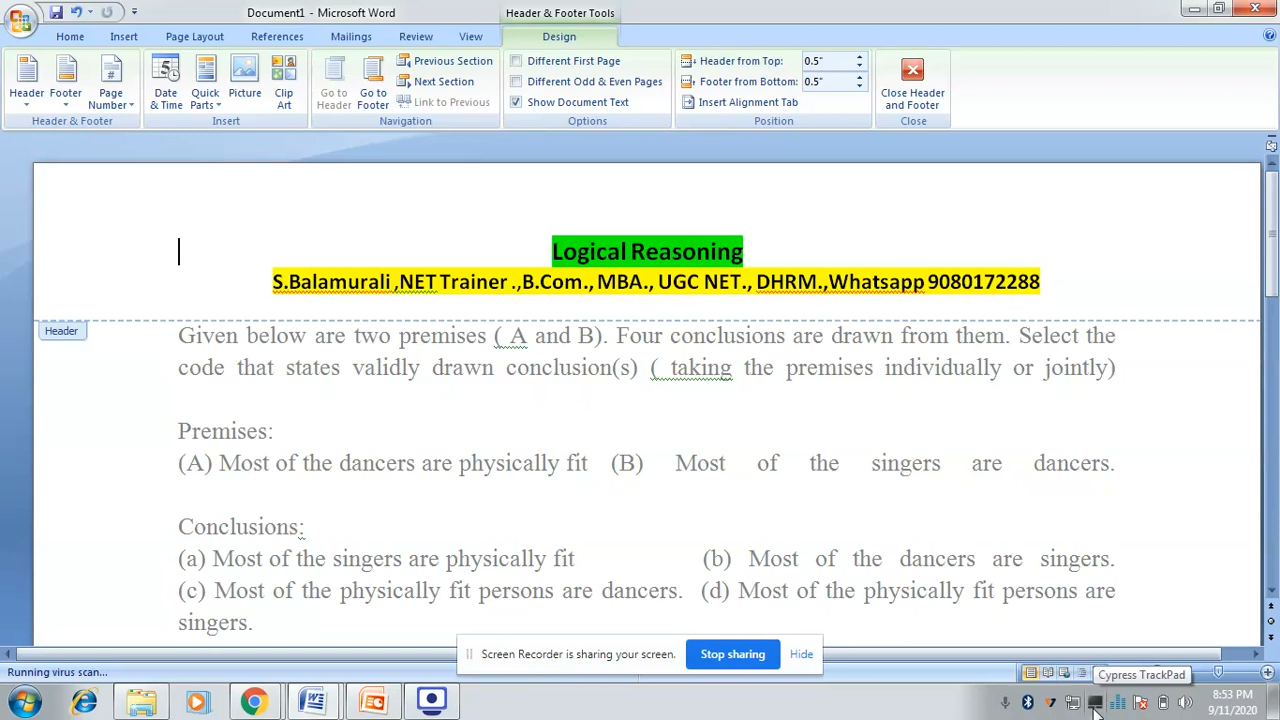 Document1 - Microsoft Word
Header & Footer Tools
Home Insert Page Layout References Mailings Review View Design
Header Footer Page Number
Date & Time Quick Parts Picture Clip Art
Go to Header Go to Footer
Previous Section
Next Section
Link to Previous
Different First Page
Different Odd & Even Pages
Show Document Text
Header from Top: 0.5"
Footer from Bottom: 0.5"
Insert Alignment Tab
Close Header and Footer
Header & Footer Insert Navigation Options Position Close
Logical Reasoning
S.Balamurali ,NET Trainer .,B.Com., MBA., UGC NET., DHRM.,Whatsapp 9080172288
Header
Given below are two premises ( A and B). Four conclusions are drawn from them. Select the
code that states validly drawn conclusion(s) ( taking the premises individually or jointly)
Premises:
(A) Most of the dancers are physically fit (B) Most of the singers are dancers.
Conclusions:
(a) Most of the singers are physically fit (b) Most of the dancers are singers.
(c) Most of the physically fit persons are dancers. (d) Most of the physically fit persons are
singers.
Screen Recorder is sharing your screen. Stop sharing Hide
Running virus scan...
Cypress TrackPad
8:53 PM
9/11/2020